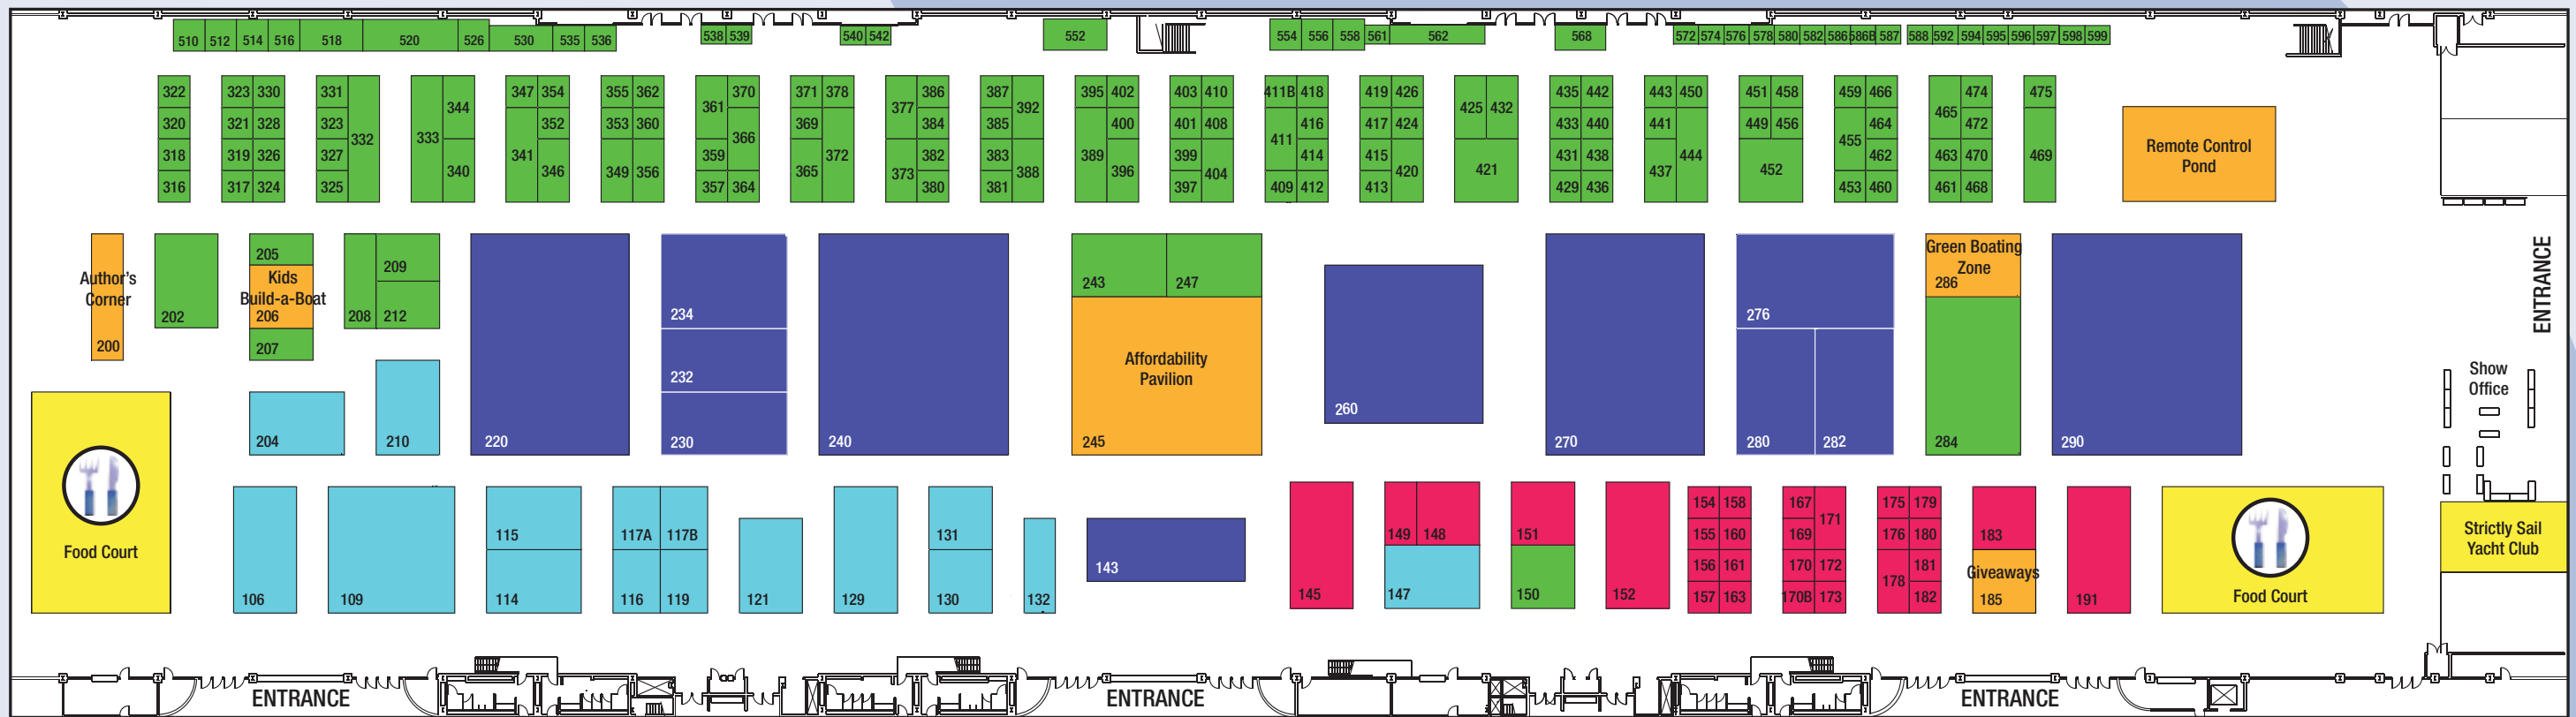 510 512 514 516 518 520 526 530 535 536 538 539 540 542 552 554 556 558 561 562 568 572 574 576 578 580 582 586 586B 587 588 592 594 595 596 597 598 599
322 323 330 331 344 347 354 355 362 361 370 371 378 377 386 387 392 395 402 403 410 411B 418 419 426 425 432 435 442 443 450 451 458 459 466 465 474 475
320 321 328 323 332 333 352 353 360 366 369 384 385 400 401 408 411 416 417 424 433 440 441 449 456 455 464 472
318 319 326 327 341 359 372 382 383 389 399 414 415 431 438 444 462 463 470 469
316 317 324 325 340 346 349 356 357 364 365 373 380 381 388 396 397 404 409 412 413 420 421 429 436 437 452 453 460 461 468
Remote Control
Pond
Author's
Corner
200
202
205
Kids
Build-a-Boat
206
207
208
209
212
204
210
220
234
232
230
240
243
247
Affordability
Pavilion
245
260
270
276
280
282
Green Boating
Zone
286
284
290
ENTRANCE
Show
Office
Food Court
106
109
115
114
117A 117B
116 119
121
129
131
130
132
143
145
149 148
147
151
150
152
154 158
155 160
156 161
157 163
167 171
169
170 172
170B 173
175 179
176 180
178 181
182
183
Giveaways
185
191
Food Court
Strictly Sail
Yacht Club
ENTRANCE
ENTRANCE
ENTRANCE